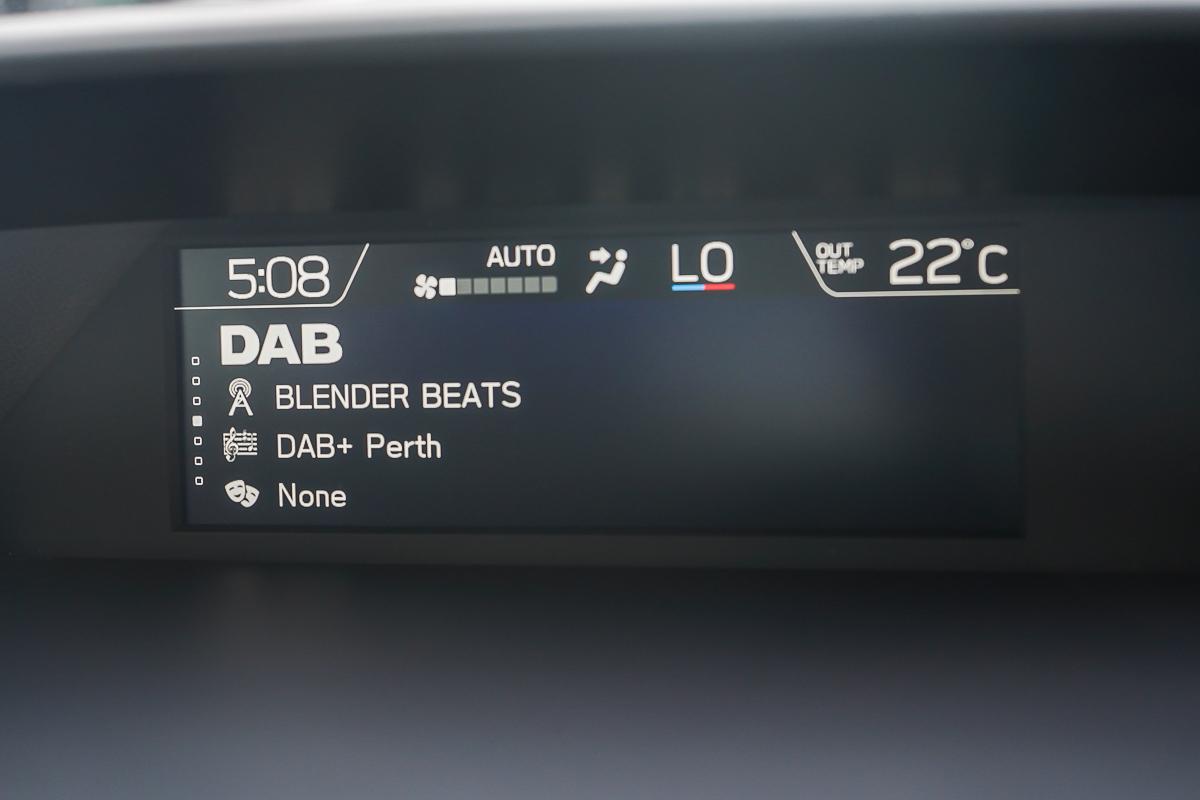 5:08
AUTO
LO
OUT TEMP
22°C
DAB
BLENDER BEATS
DAB+ Perth
None